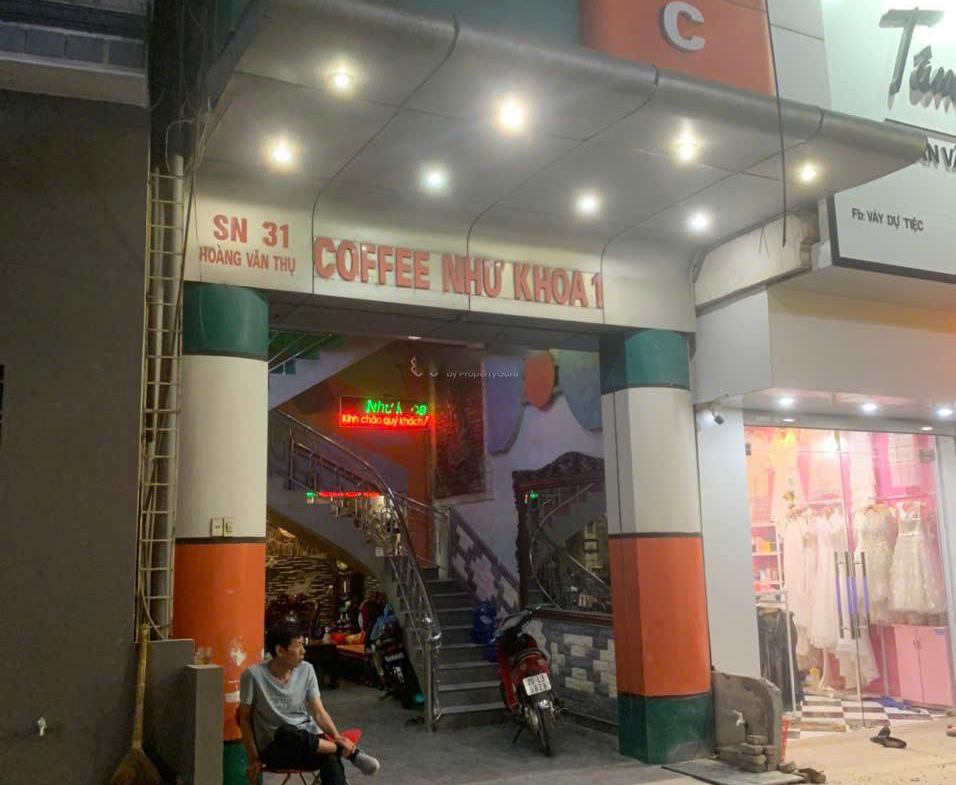 C
SN 31
HOÀNG VĂN THỤ
COFFEE NHƯ KHOA 1
Fb: VÁY DỰ TIỆC
by PropertyGuru
Kính chào quý khách!